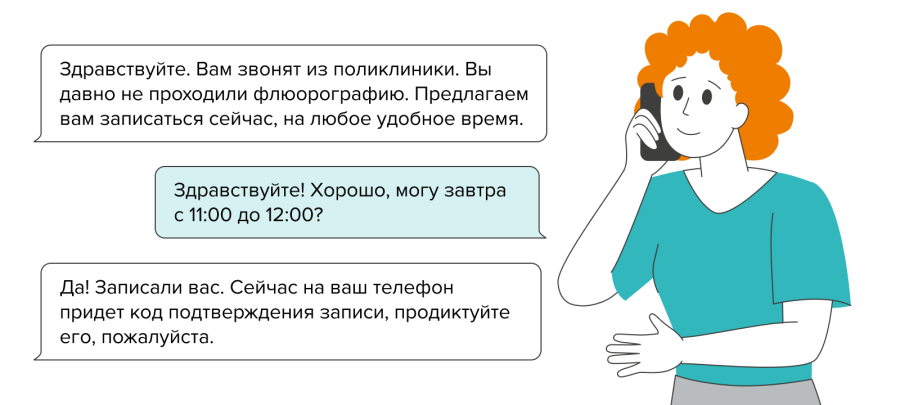 Здравствуйте. Вам звонят из поликлиники. Вы
давно не проходили флюорографию. Предлагаем
вам записаться сейчас, на любое удобное время.
Здравствуйте! Хорошо, могу завтра
с 11:00 до 12:00?
Да! Записали вас. Сейчас на ваш телефон
придет код подтверждения записи, продиктуйте
его, пожалуйста.